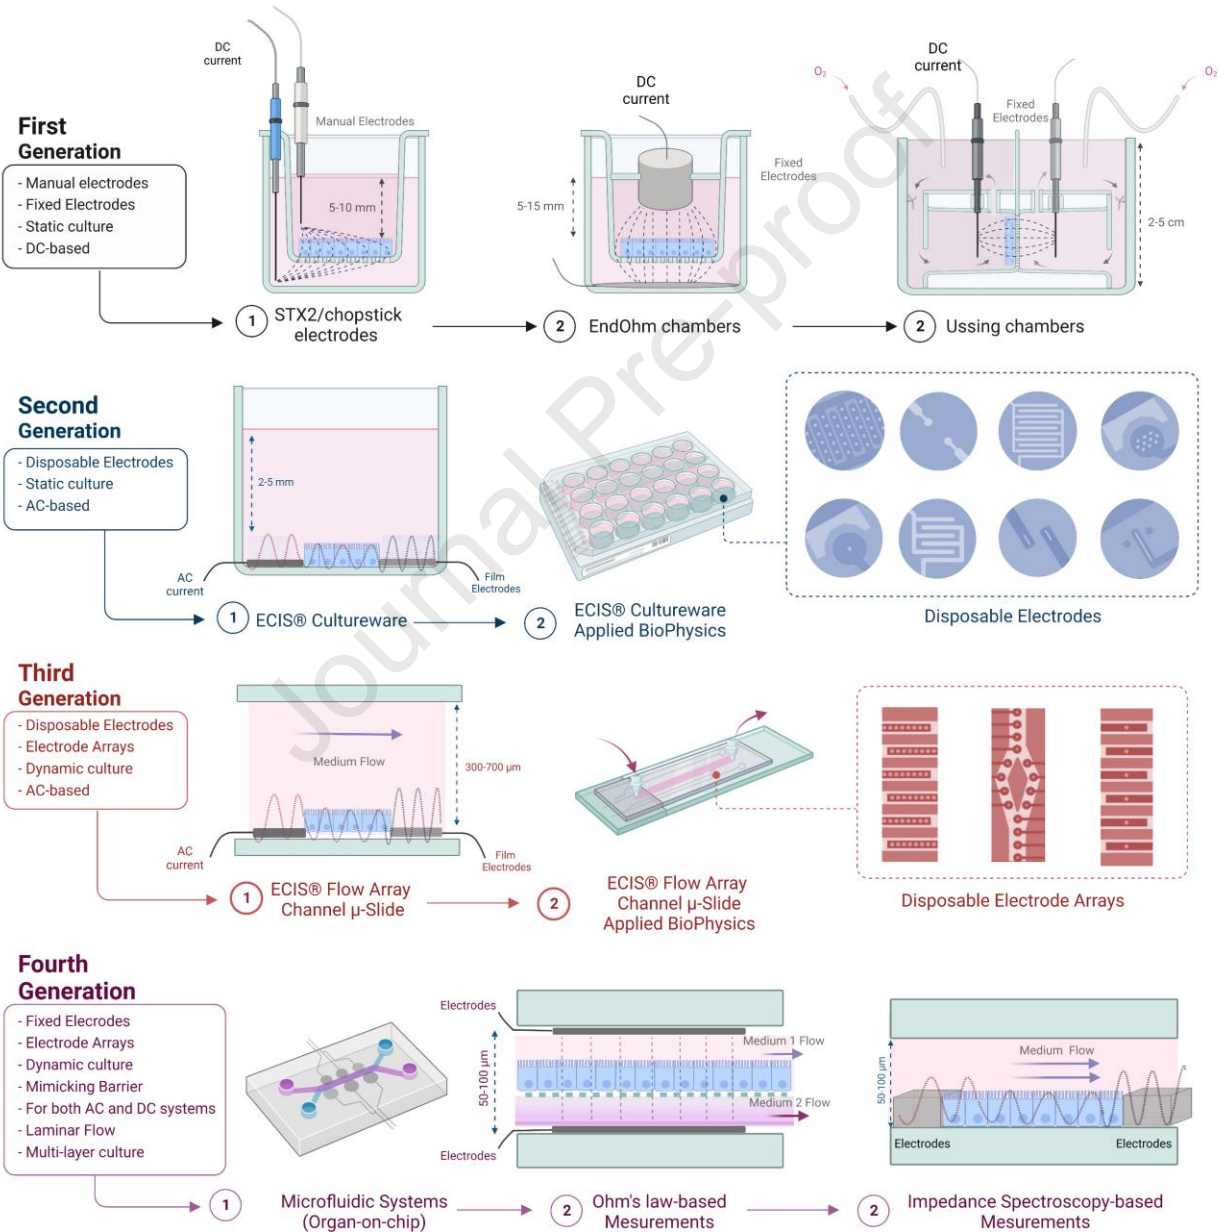 First
Generation
- Manual electrodes
- Fixed Electrodes
- Static culture
- DC-based
DC
current
Manual Electrodes
5-10 mm
1
STX2/chopstick
electrodes
DC
current
Fixed
Electrodes
5-15 mm
2
EndOhm chambers
O₂
DC
current
Fixed
Electrodes
O₂
2-5 cm
2
Ussing chambers
Second
Generation
- Disposable Electrodes
- Static culture
- AC-based
2-5 mm
AC
current
Film
Electrodes
1
ECIS® Cultureware
2
ECIS® Cultureware
Applied BioPhysics
Disposable Electrodes
Third
Generation
- Disposable Electrodes
- Electrode Arrays
- Dynamic culture
- AC-based
Medium Flow
300-700 µm
AC
current
Film
Electrodes
1
ECIS® Flow Array
Channel µ-Slide
2
ECIS® Flow Array
Channel µ-Slide
Applied BioPhysics
Disposable Electrode Arrays
Fourth
Generation
- Fixed Elecrodes
- Electrode Arrays
- Dynamic culture
- Mimicking Barrier
- For both AC and DC systems
- Laminar Flow
- Multi-layer culture
1
Microfluidic Systems
(Organ-on-chip)
Electrodes
50-100 µm
Medium 1 Flow
Medium 2 Flow
Electrodes
2
Ohm's law-based
Mesurements
50-100 µm
Medium Flow
Electrodes
Electrodes
2
Impedance Spectroscopy-based
Mesurements
Journal Pre-proof